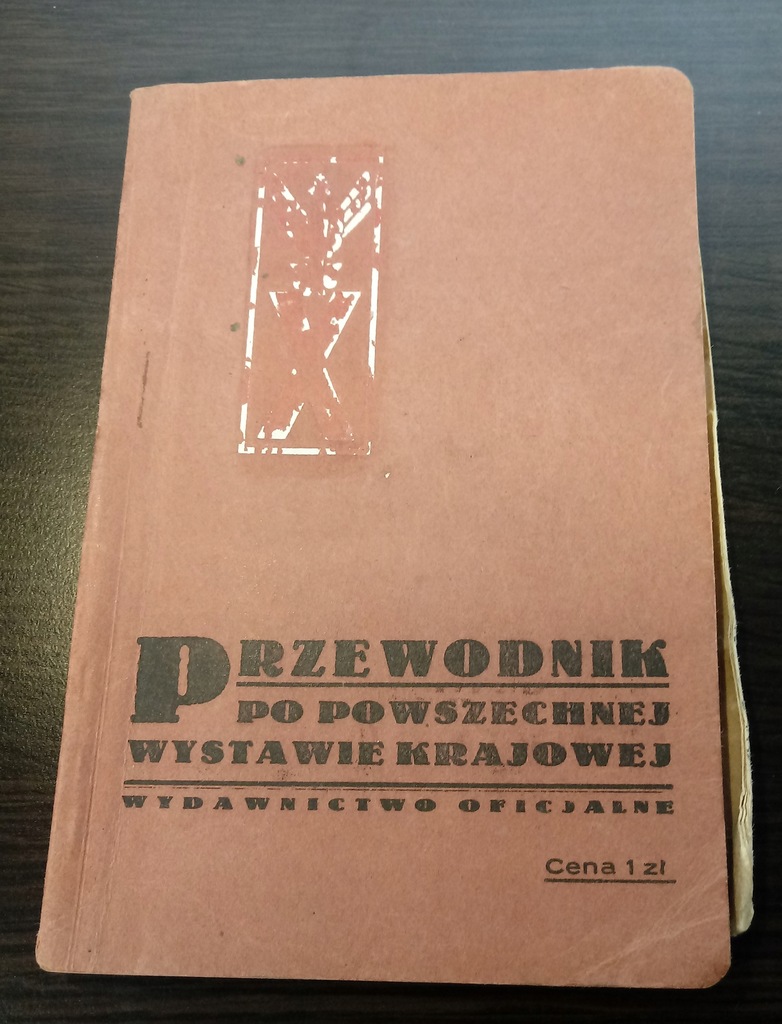 PRZEWODNIK
PO POWSZECHNEJ
WYSTAWIE KRAJOWEJ
WYDAWNICTWO OFICJALNE
Cena 1 zł